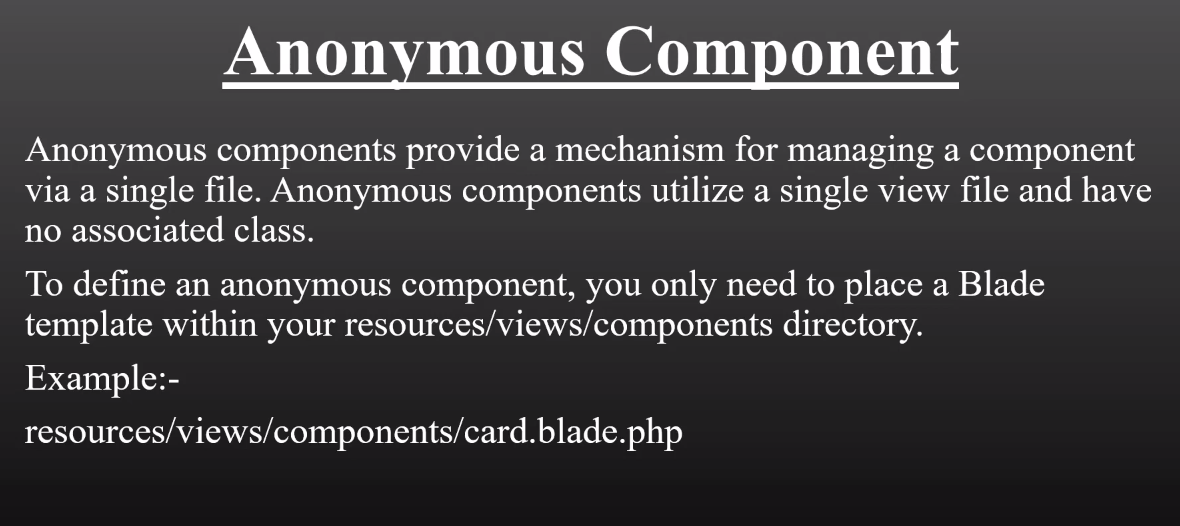 Anonymous Component
Anonymous components provide a mechanism for managing a component
via a single file. Anonymous components utilize a single view file and have
no associated class.
To define an anonymous component, you only need to place a Blade
template within your resources/views/components directory.
Example:-
resources/views/components/card.blade.php